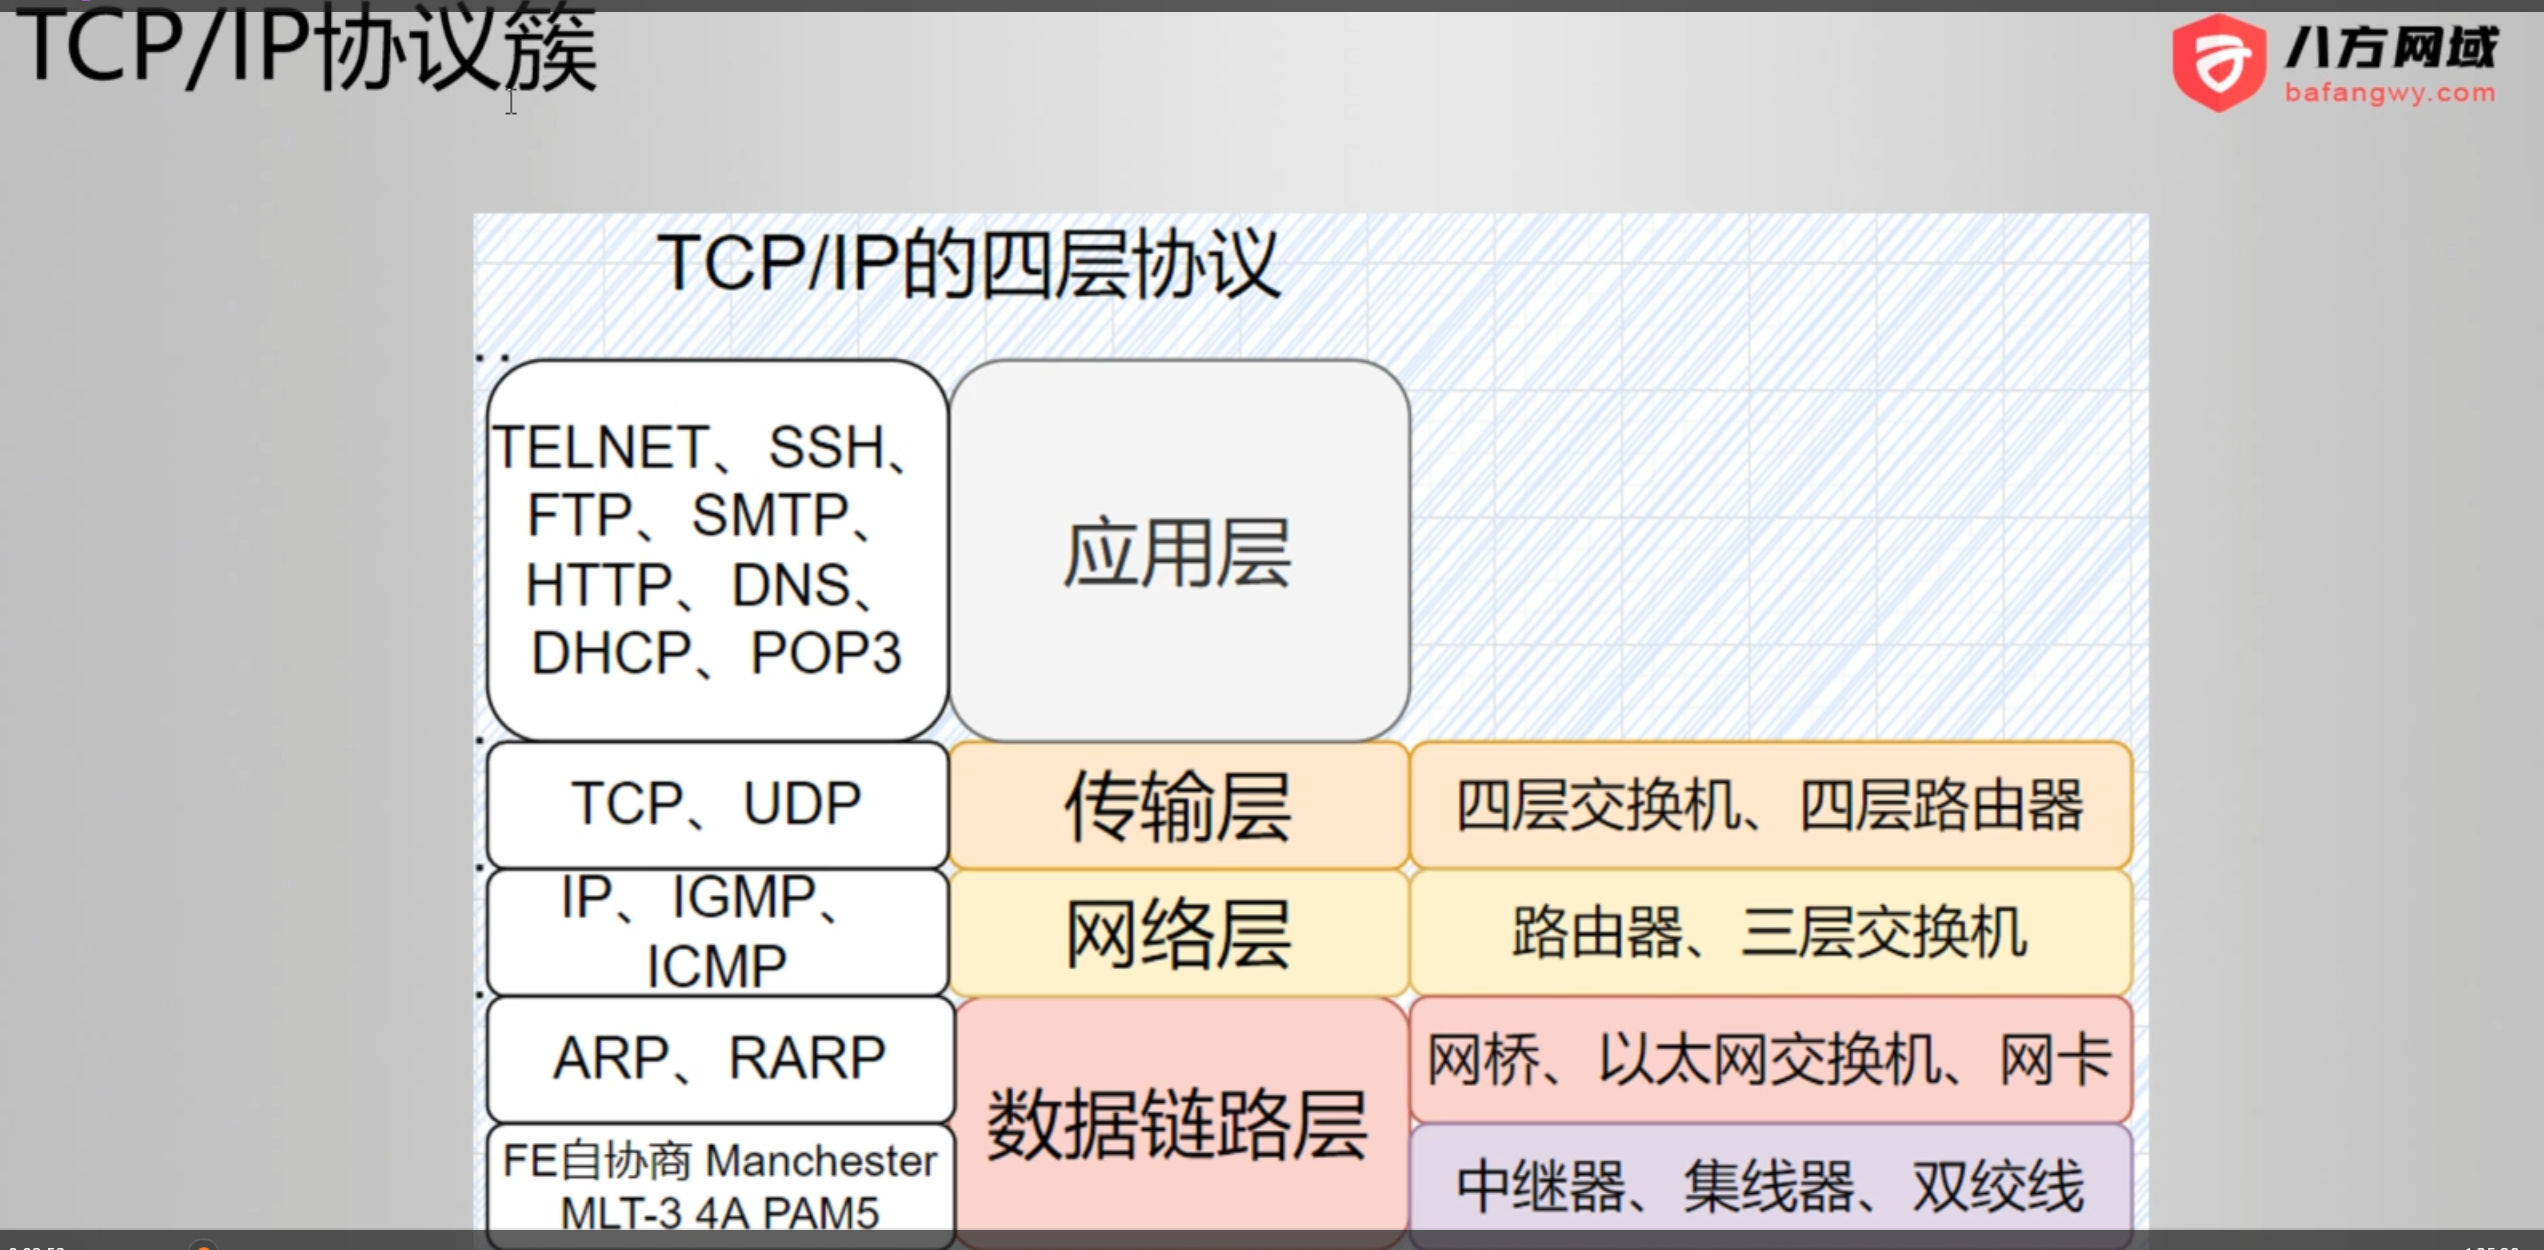 TCP/IP协议簇
八方网域
bafangwy.com
TCP/IP的四层协议
TELNET、SSH、
FTP、SMTP、
HTTP、DNS、
DHCP、POP3
应用层
TCP、UDP
传输层
四层交换机、四层路由器
IP、IGMP、
ICMP
网络层
路由器、三层交换机
ARP、RARP
数据链路层
网桥、以太网交换机、网卡
FE自协商 Manchester
MLT-3 4A PAM5
中继器、集线器、双绞线